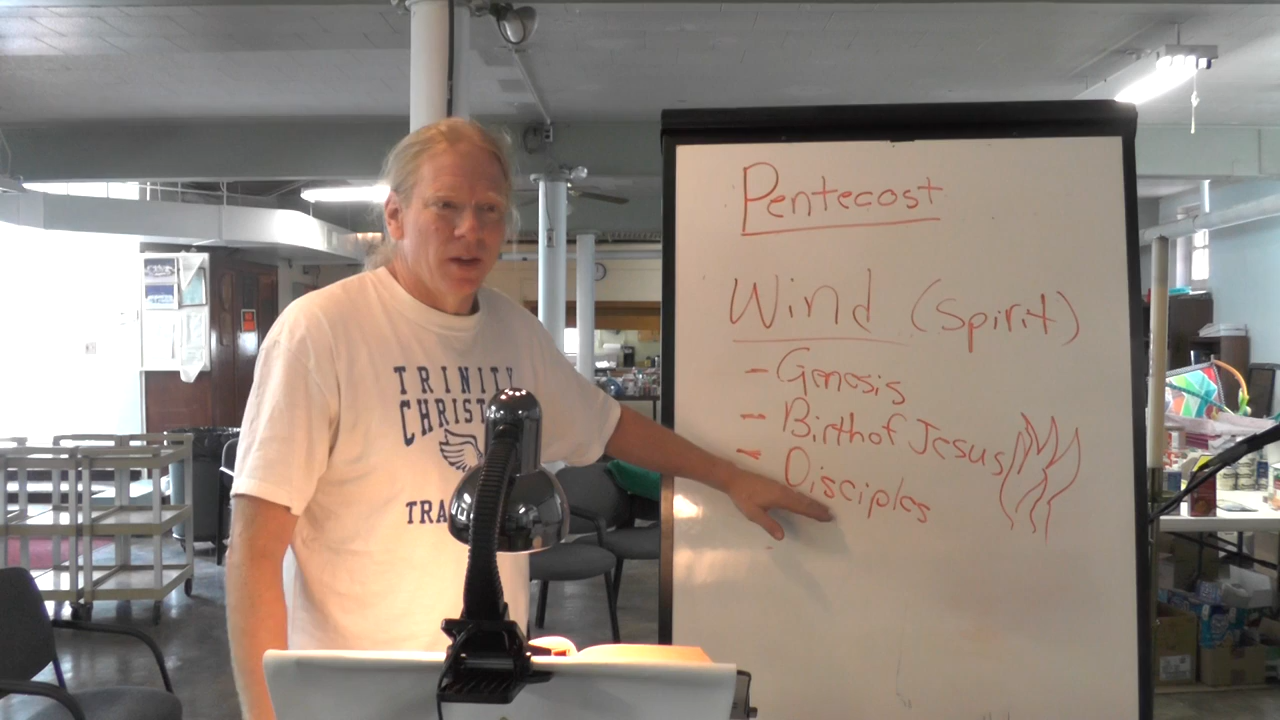 Pentecost
Wind (Spirit)
- Genesis
- Birth of Jesus
- Disciples
TRINITY
CHRIST
TRA